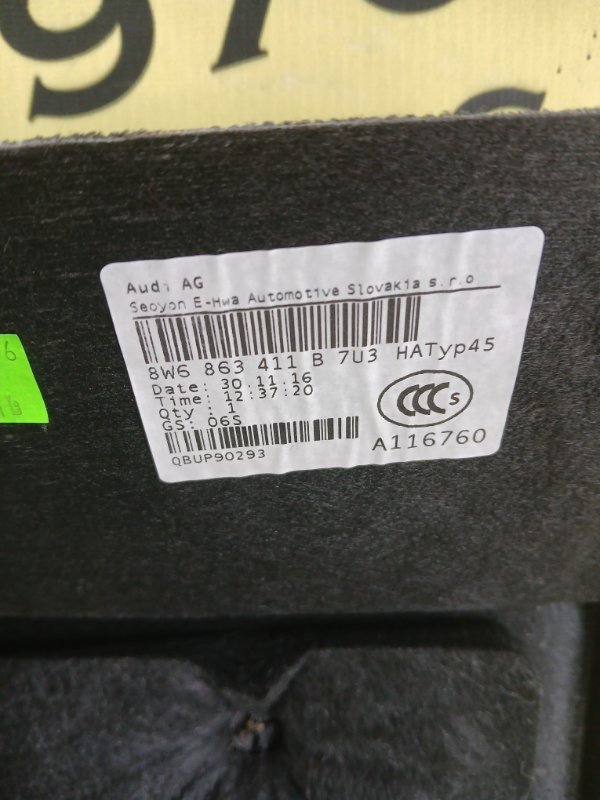 Audi AG
Seoyon E-Hwa Automotive Slovakia s.r.o
8W6 863 411 B 7U3 HATyp45
Date: 30.11.16
Time: 12:37:20
Qty : 1
GS: 06S
QBUP90293
CCC S
A116760
6